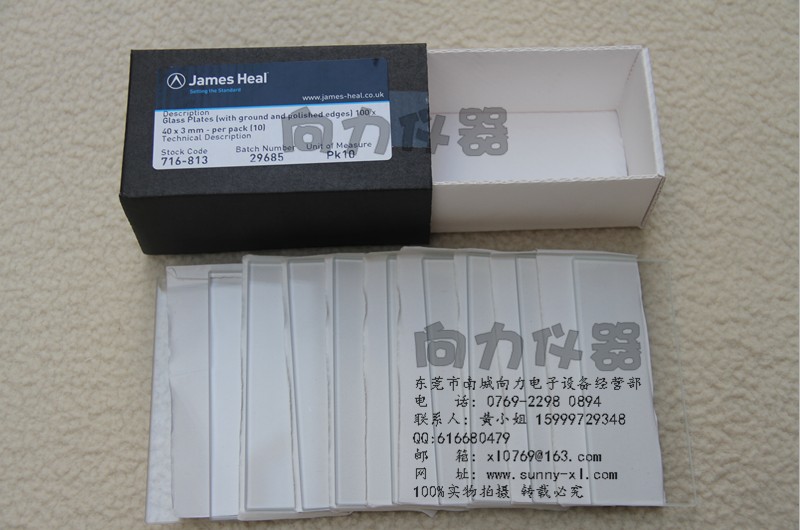 James Heal
Setting the Standard
www.james-heal.co.uk
Description
Glass Plates (with ground and polished edges) 100 x
40 x 3 mm - per pack (10)
Technical Description
Stock Code Batch Number Unit of Measure
716-813 29685 Pk10
向力仪器
向力仪器
东莞市南城向力电子设备经营部
电 话: 0769-2298 0894
联系人: 黄小姐 15999729348
QQ:616680479
邮 箱: xl0769@163.com
网 址: www.sunny-xl.com
100%实物拍摄 转载必究